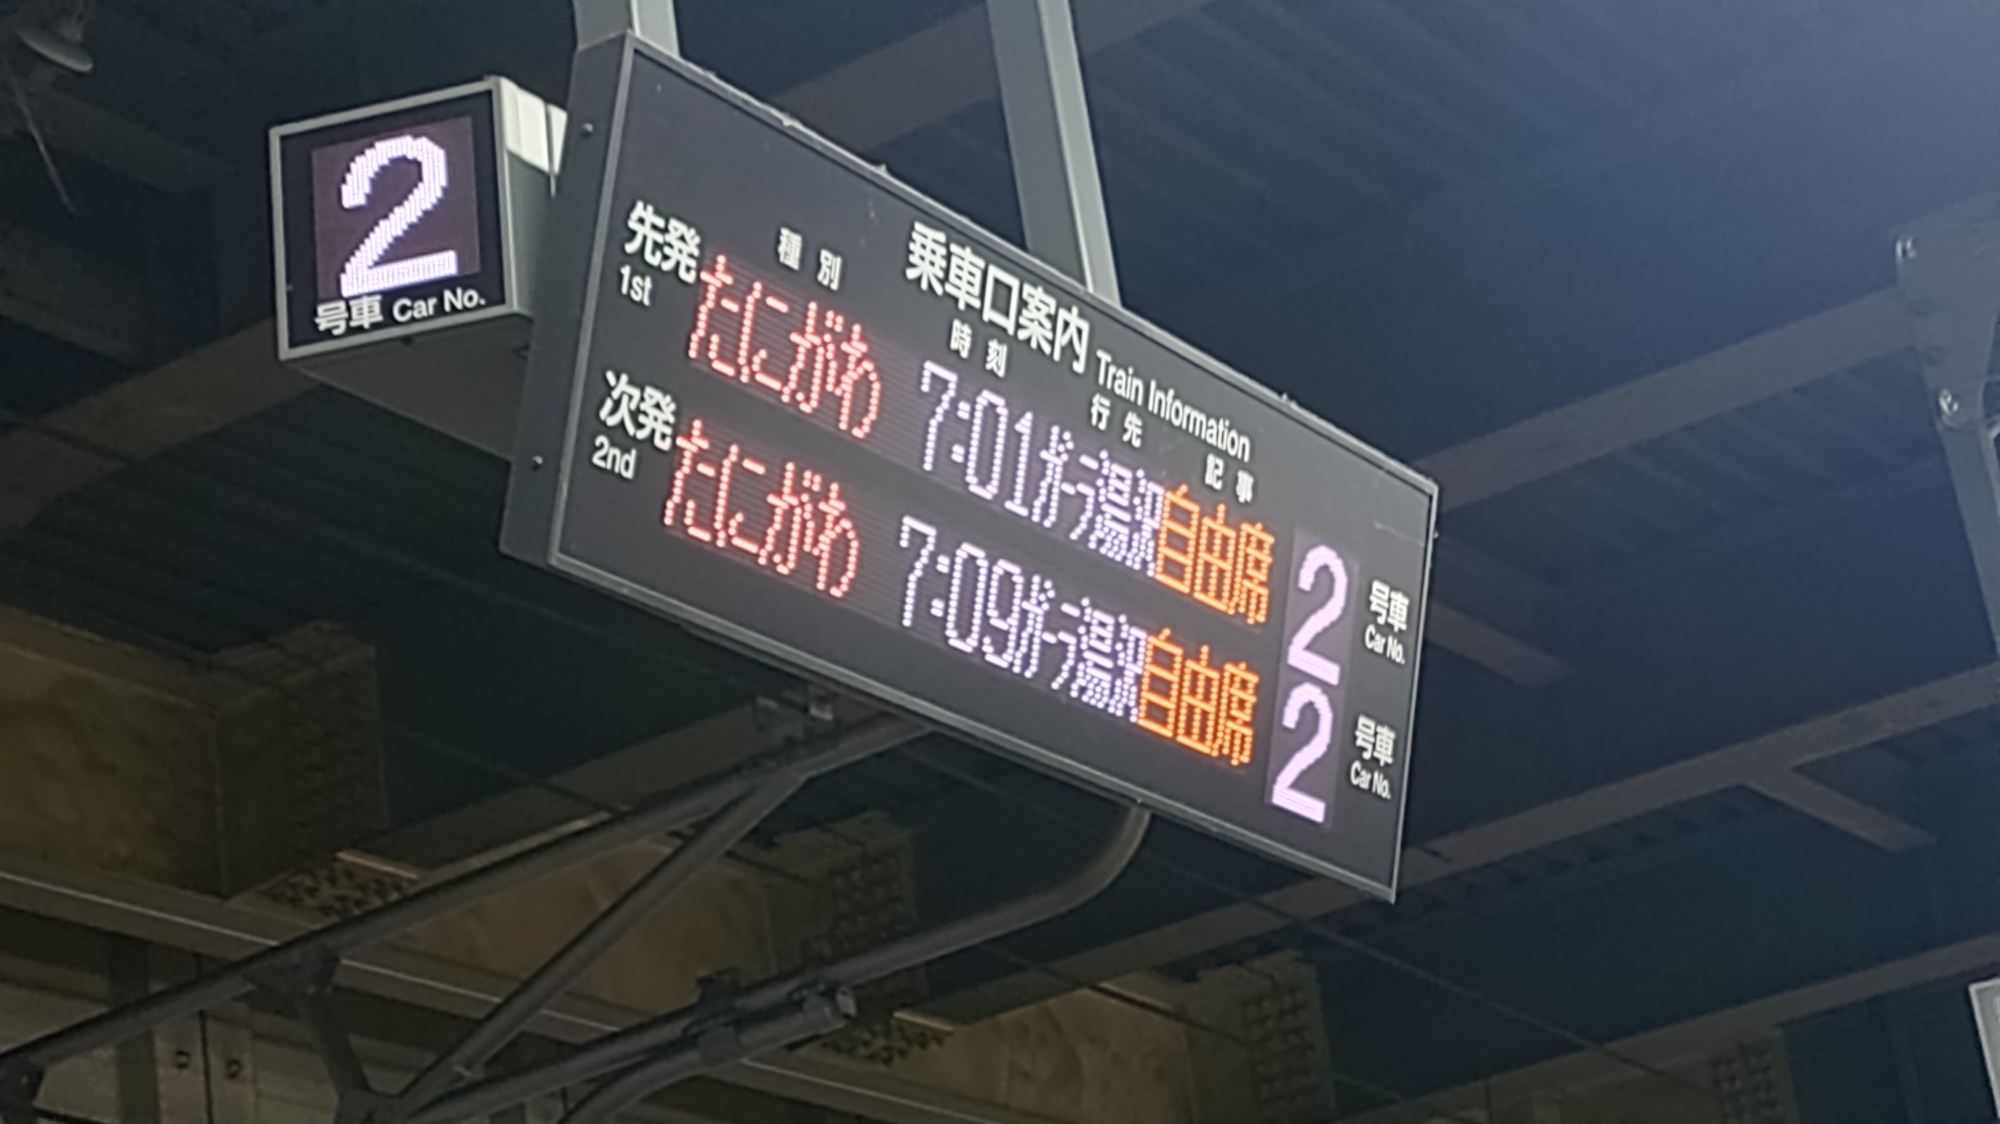 2
号車 Car No.
乗車口案内 Train Information
種別 時刻 行先 記事
先発 たにがわ 7:01 ガーラ湯沢 自由席 2 号車
1st Car No.
次発 たにがわ 7:09 ガーラ湯沢 自由席 2 号車
2nd Car No.